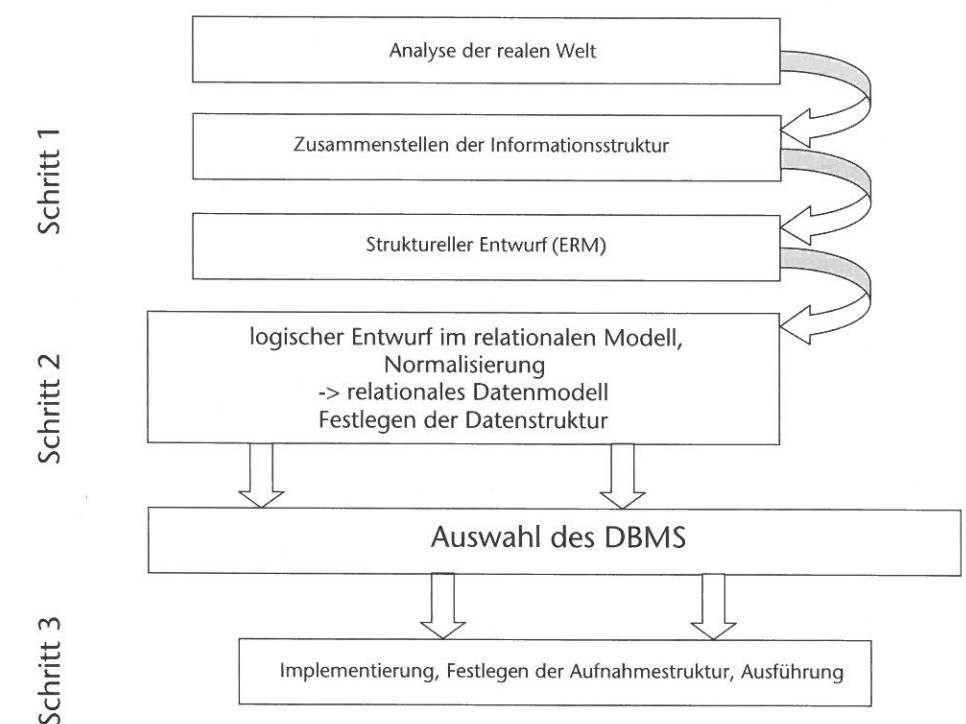 Analyse der realen Welt
Schritt 1
Zusammenstellen der Informationsstruktur
Struktureller Entwurf (ERM)
Schritt 2
logischer Entwurf im relationalen Modell,
Normalisierung
-> relationales Datenmodell
Festlegen der Datenstruktur
Auswahl des DBMS
Schritt 3
Implementierung, Festlegen der Aufnahmestruktur, Ausführung